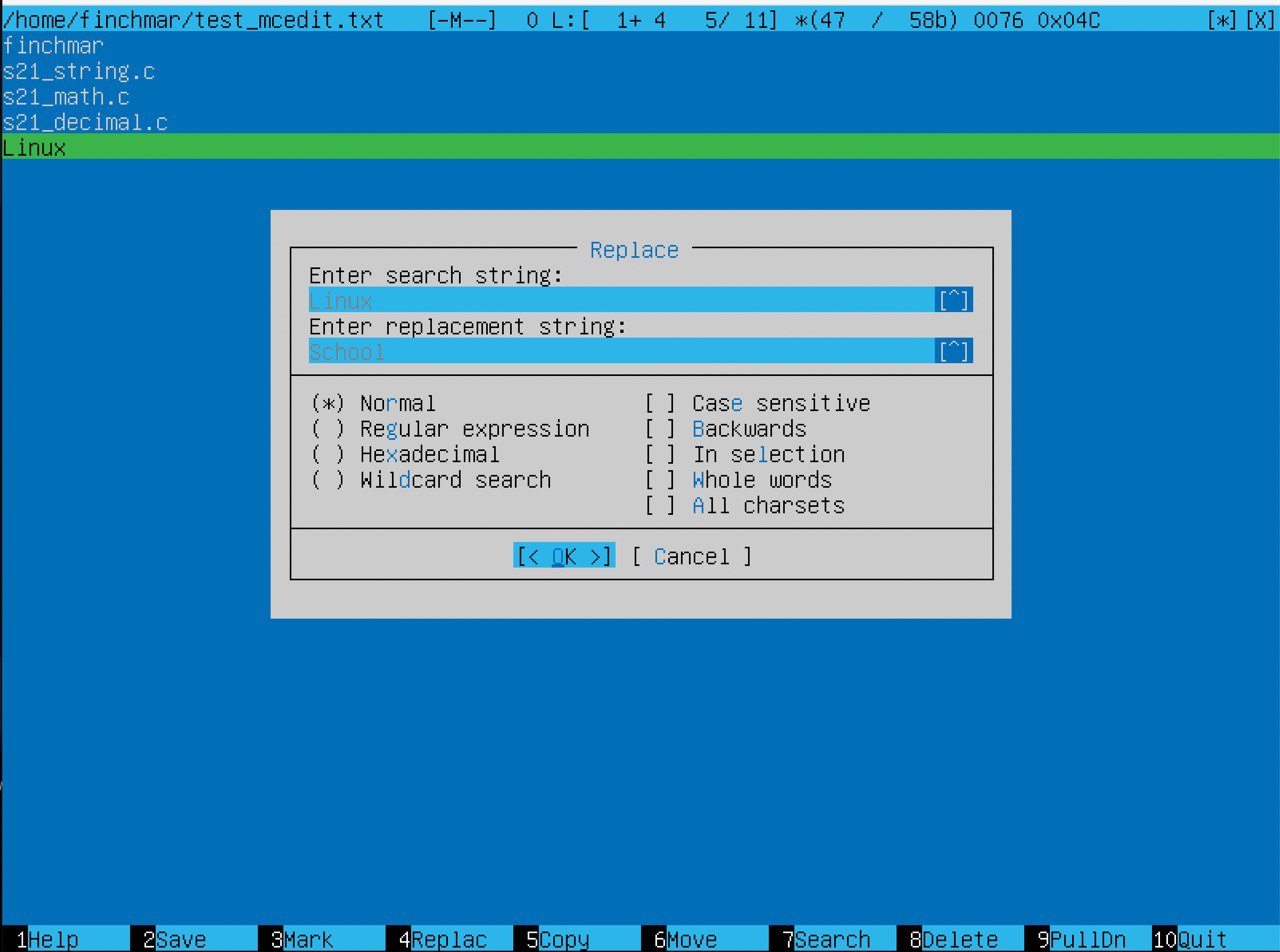 /home/finchmar/test_mcedit.txt [-M--] 0 L:[ 1+ 4 5/ 11] *(47 / 58b) 0076 0x04C [*][X]
finchmar
s21_string.c
s21_math.c
s21_decimal.c
Linux
Replace
Enter search string:
Linux [^]
Enter replacement string:
School [^]
(*) Normal [ ] Case sensitive
( ) Regular expression [ ] Backwards
( ) Hexadecimal [ ] In selection
( ) Wildcard search [ ] Whole words
[ ] All charsets
[< OK >] [ Cancel ]
1Help 2Save 3Mark 4Replac 5Copy 6Move 7Search 8Delete 9PullDn 10Quit